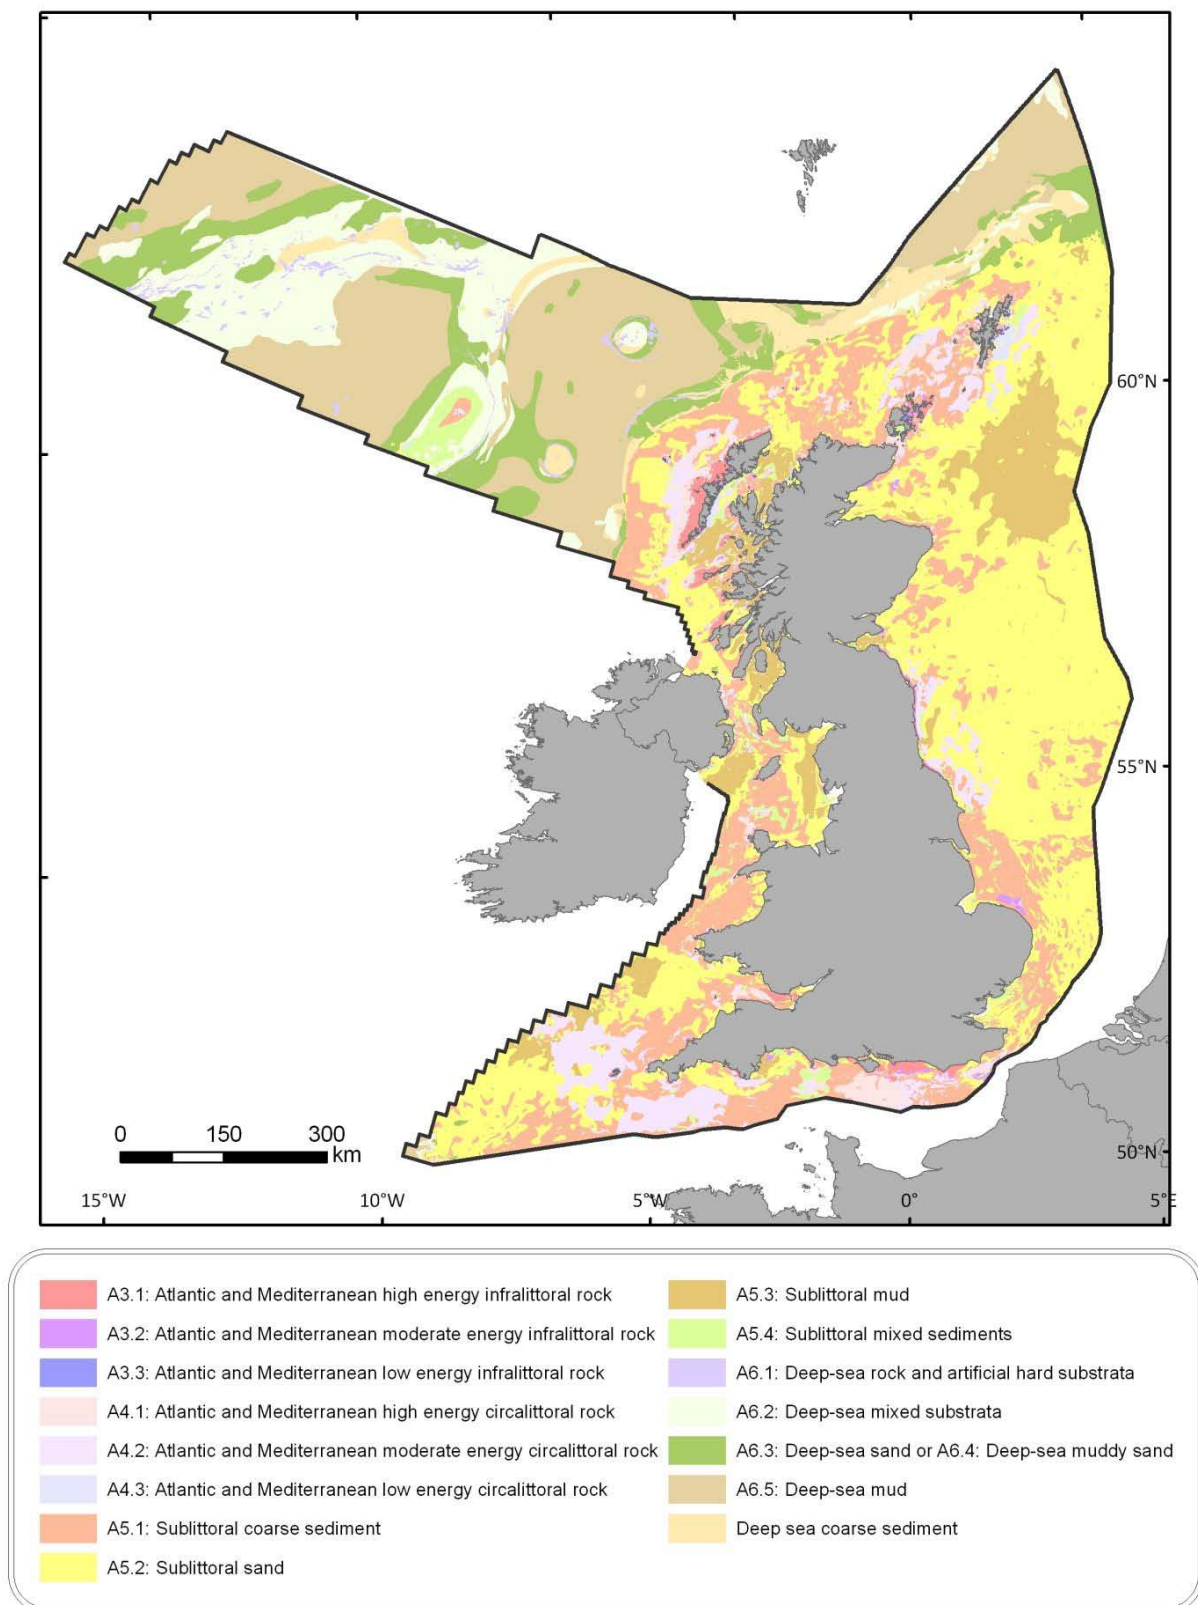 60°N
55°N
0 150 300
km
50°N
15°W 10°W 5°W 0° 5°E
A3.1: Atlantic and Mediterranean high energy infralittoral rock
A3.2: Atlantic and Mediterranean moderate energy infralittoral rock
A3.3: Atlantic and Mediterranean low energy infralittoral rock
A4.1: Atlantic and Mediterranean high energy circalittoral rock
A4.2: Atlantic and Mediterranean moderate energy circalittoral rock
A4.3: Atlantic and Mediterranean low energy circalittoral rock
A5.1: Sublittoral coarse sediment
A5.2: Sublittoral sand
A5.3: Sublittoral mud
A5.4: Sublittoral mixed sediments
A6.1: Deep-sea rock and artificial hard substrata
A6.2: Deep-sea mixed substrata
A6.3: Deep-sea sand or A6.4: Deep-sea muddy sand
A6.5: Deep-sea mud
Deep sea coarse sediment